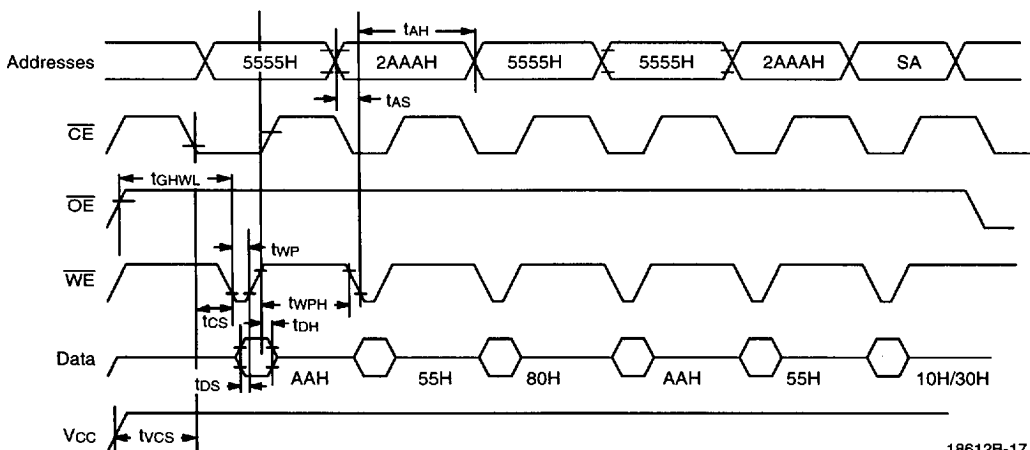 tAH
Addresses 5555H 2AAAH 5555H 5555H 2AAAH SA
tAS
CE
tGHWL
OE
tWP
WE
tCS tWPH
tDH
Data
tDS AAH 55H 80H AAH 55H 10H/30H
VCC tVCS
18612B-17